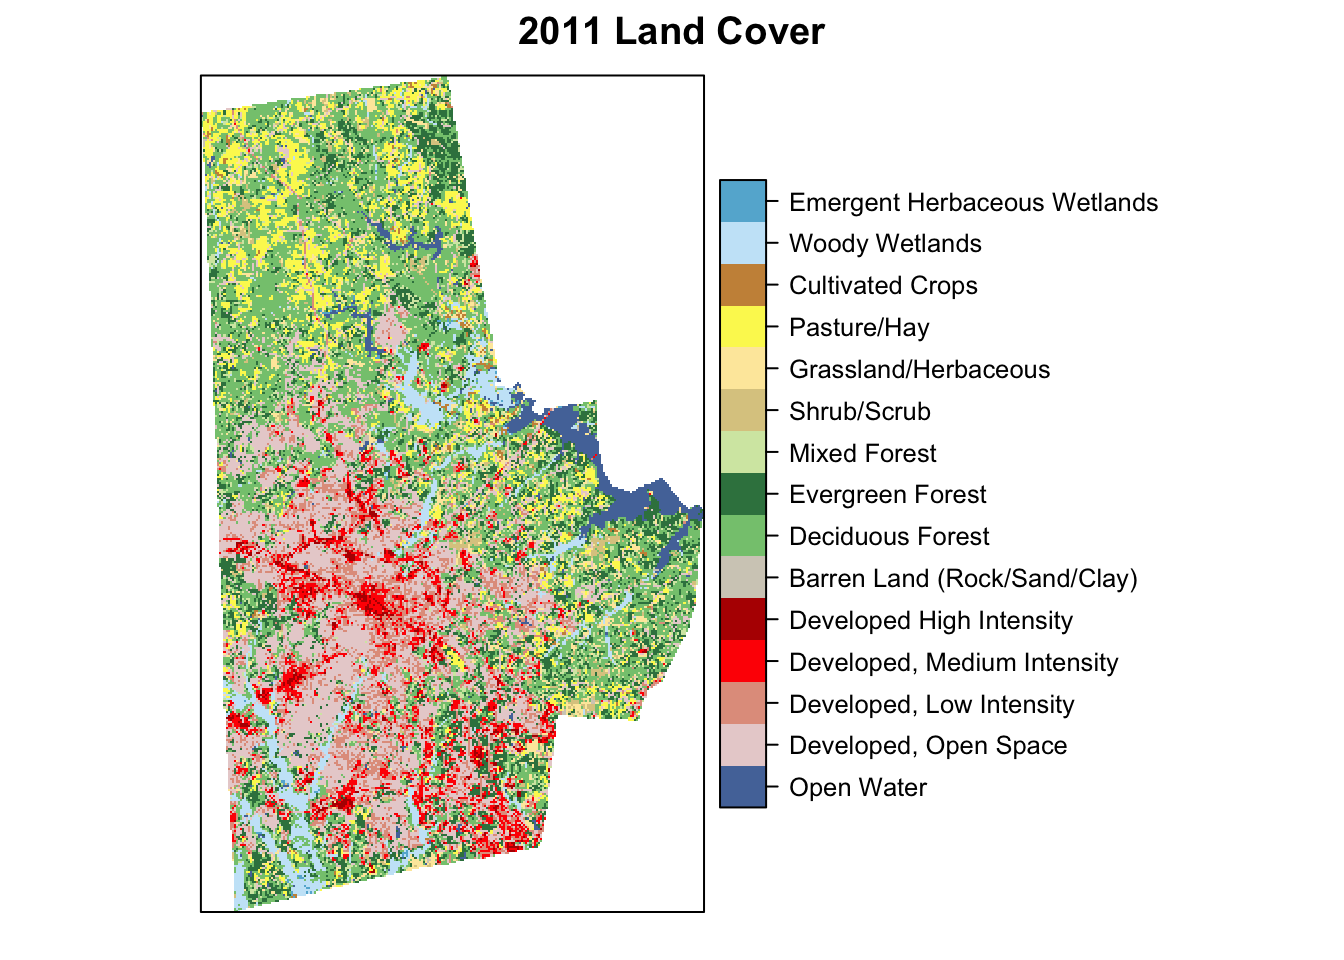 2011 Land Cover
Emergent Herbaceous Wetlands
Woody Wetlands
Cultivated Crops
Pasture/Hay
Grassland/Herbaceous
Shrub/Scrub
Mixed Forest
Evergreen Forest
Deciduous Forest
Barren Land (Rock/Sand/Clay)
Developed High Intensity
Developed, Medium Intensity
Developed, Low Intensity
Developed, Open Space
Open Water